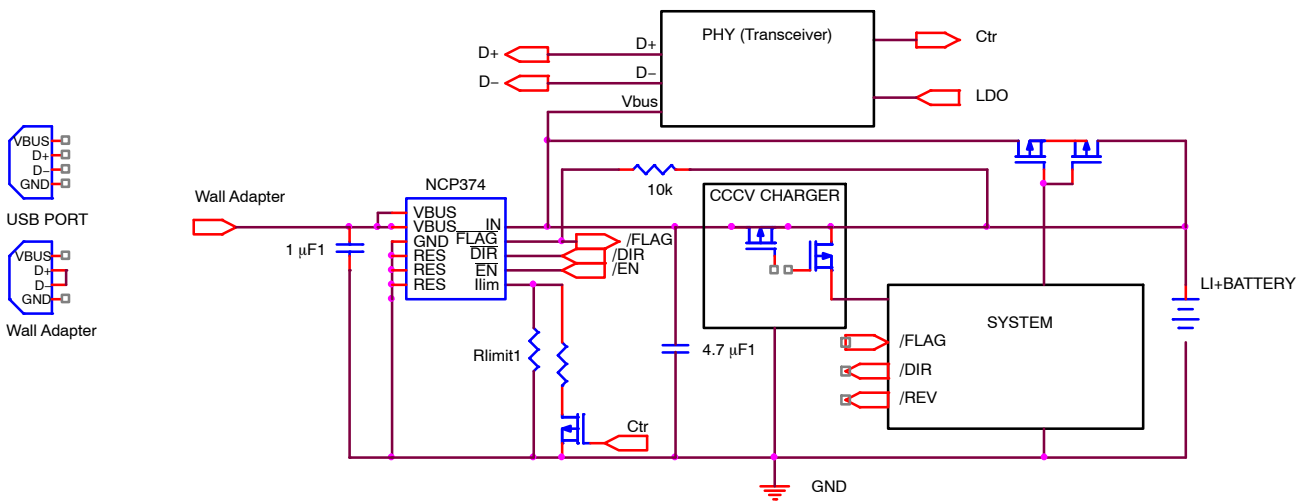 PHY (Transceiver)
D+
D−
Vbus
D+
D−
Ctr
LDO
VBUS
D+
D−
GND
USB PORT
VBUS
D+
D−
GND
Wall Adapter
Wall Adapter
1 μF1
NCP374
VBUS
VBUS
GND
RES
RES
RES
IN
FLAG
DIR
EN
Ilim
10k
/FLAG
/DIR
/EN
Rlimit1
4.7 μF1
Ctr
CCCV CHARGER
SYSTEM
/FLAG
/DIR
/REV
LI+BATTERY
GND